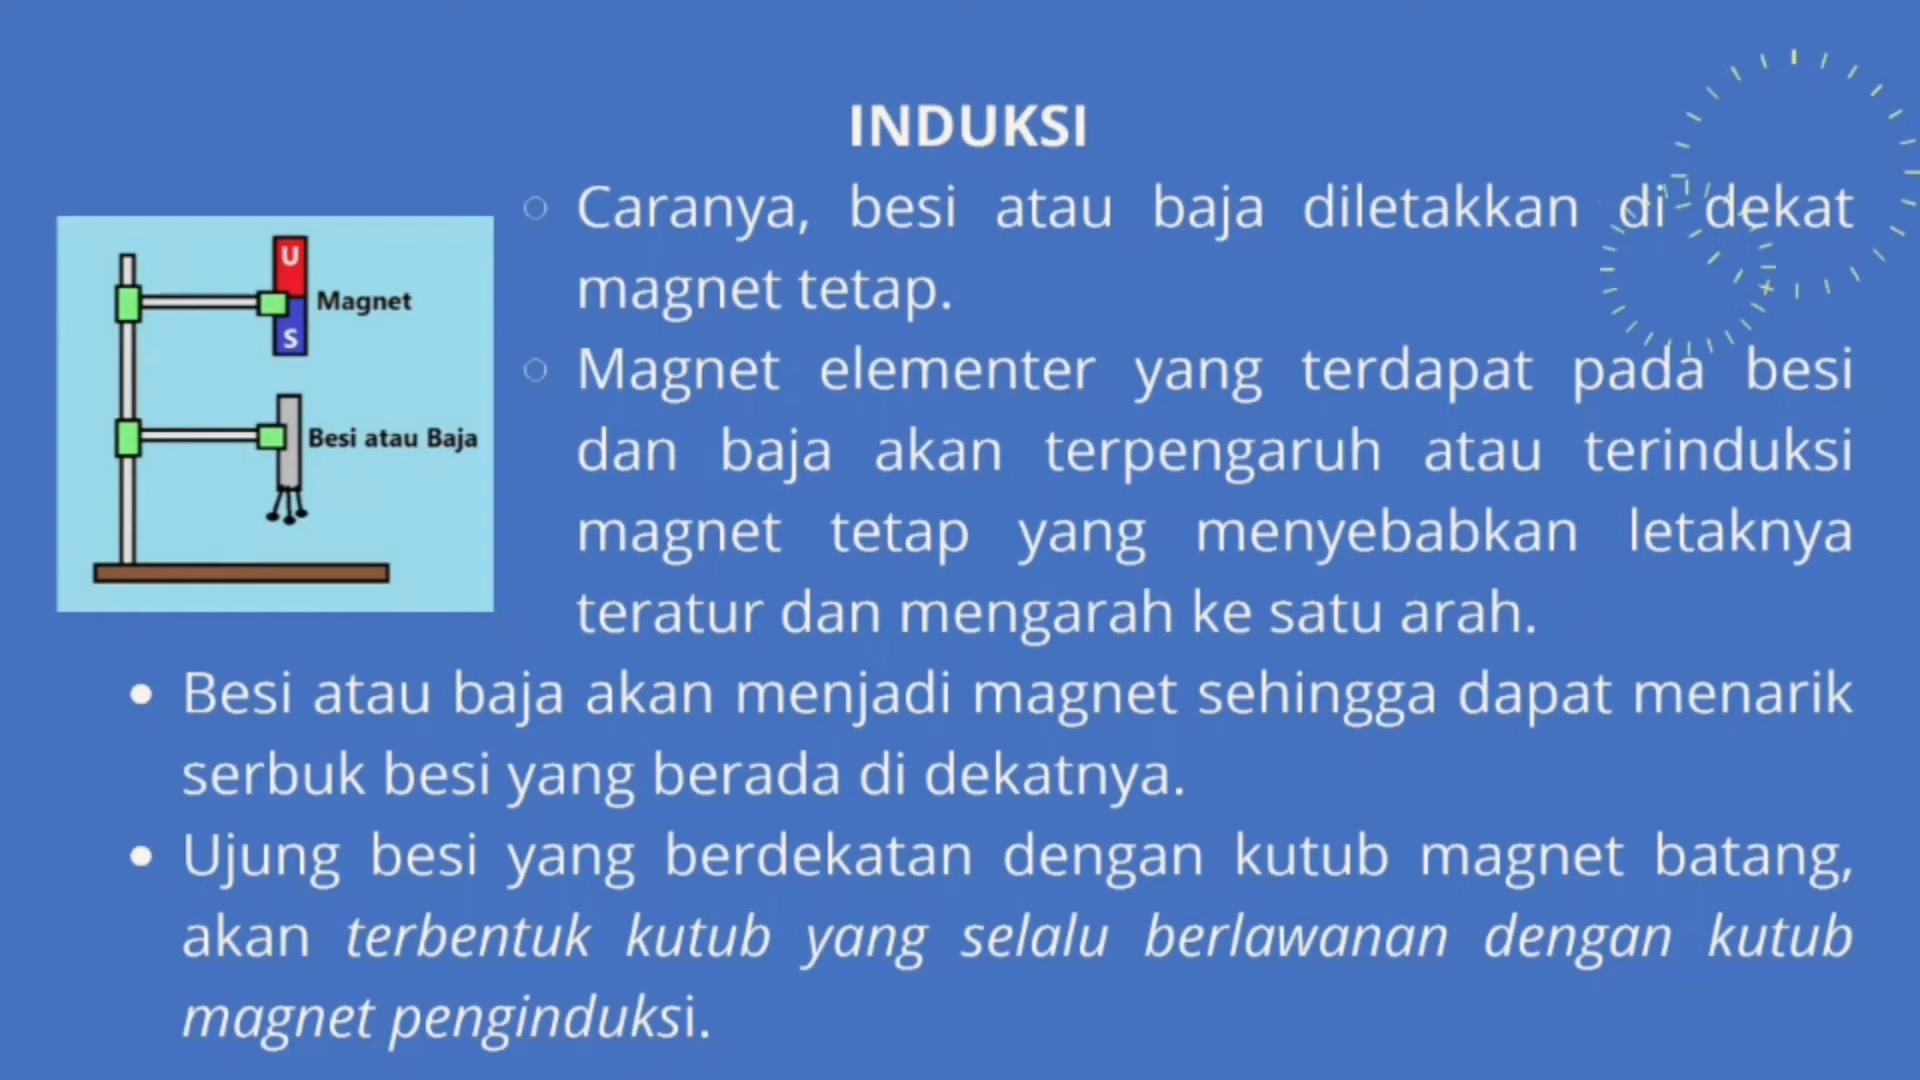 INDUKSI
Caranya, besi atau baja diletakkan di dekat
magnet tetap.
Magnet elementer yang terdapat pada besi
dan baja akan terpengaruh atau terinduksi
magnet tetap yang menyebabkan letaknya
teratur dan mengarah ke satu arah.
U
Magnet
S
Besi atau Baja
Besi atau baja akan menjadi magnet sehingga dapat menarik
serbuk besi yang berada di dekatnya.
Ujung besi yang berdekatan dengan kutub magnet batang,
akan terbentuk kutub yang selalu berlawanan dengan kutub
magnet penginduksi.